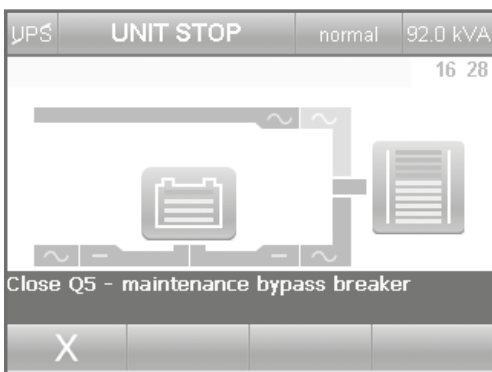 UPS UNIT STOP normal 92.0 kVA
16 28
Close Q5 - maintenance bypass breaker
X